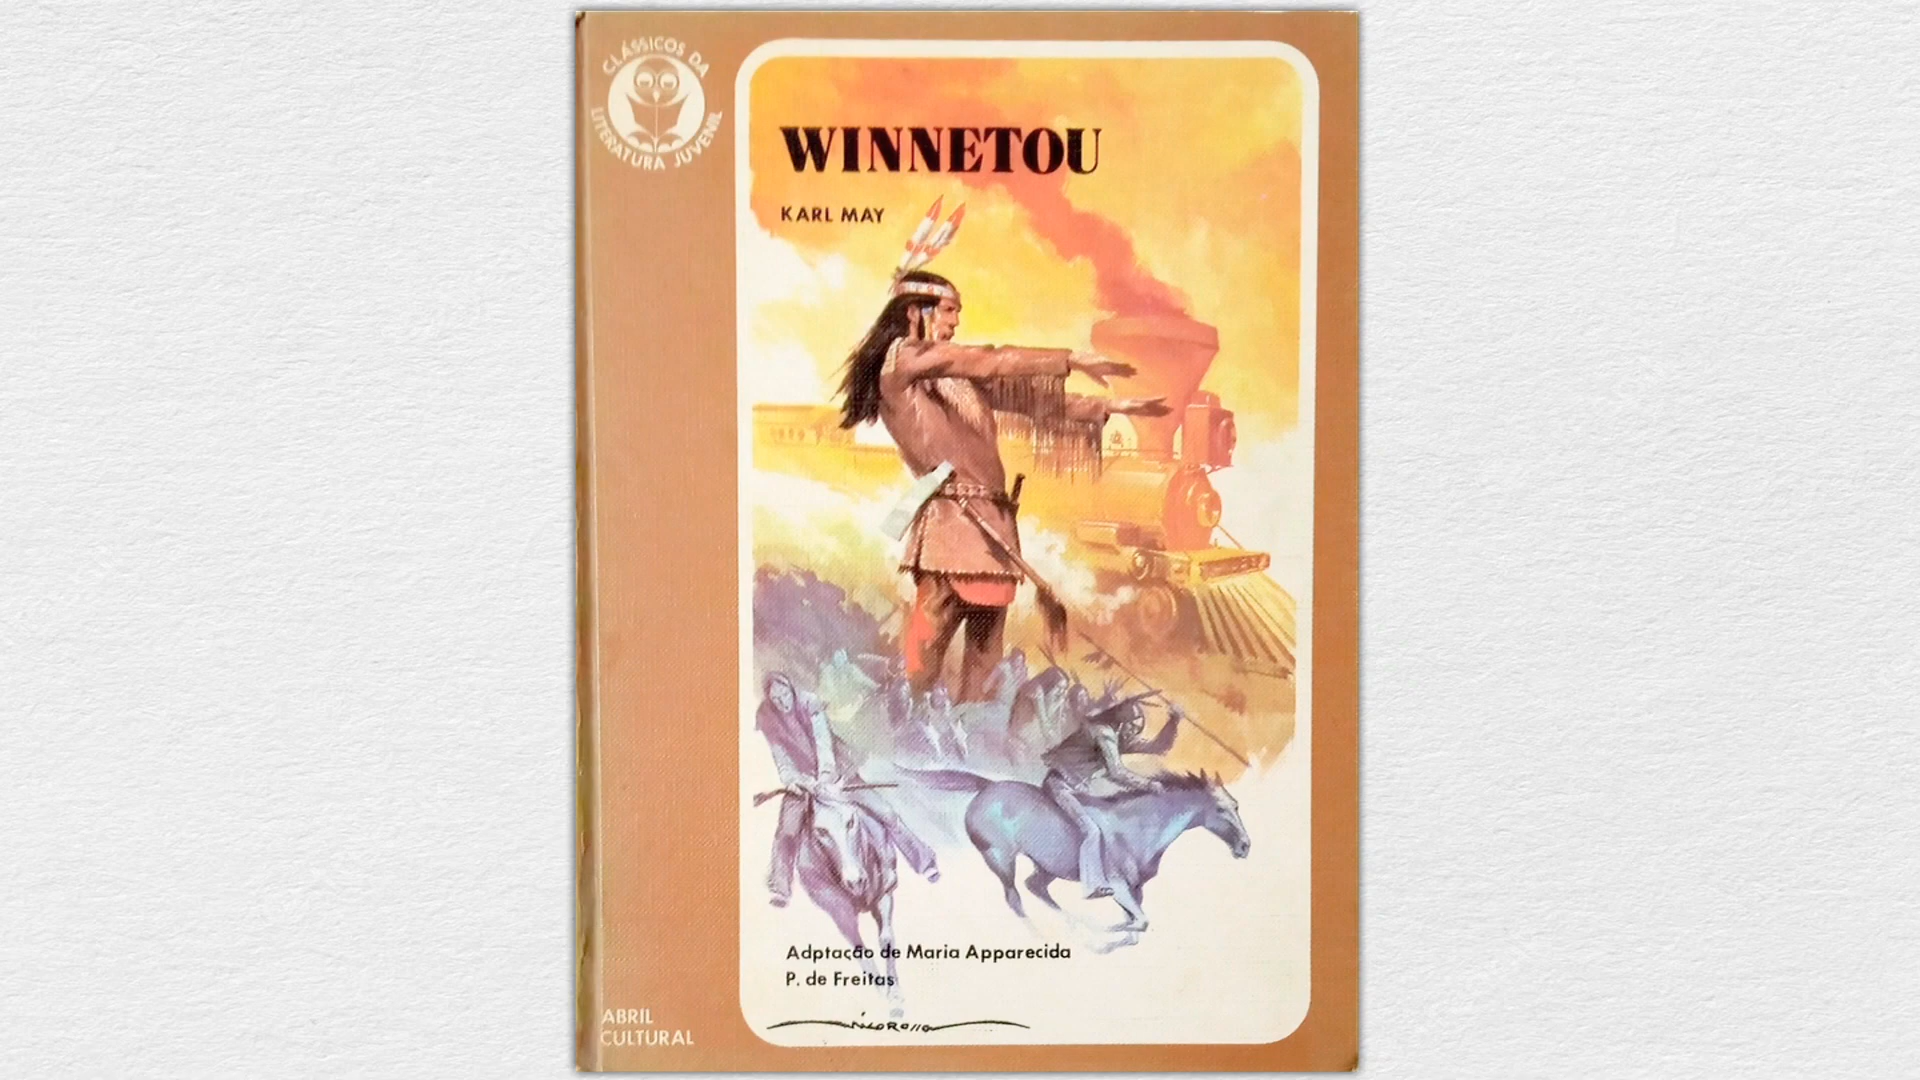 CLÁSSICOS DA
LITERATURA JUVENIL
WINNETOU
KARL MAY
Adptação de Maria Apparecida
P. de Freitas
ABRIL
CULTURAL